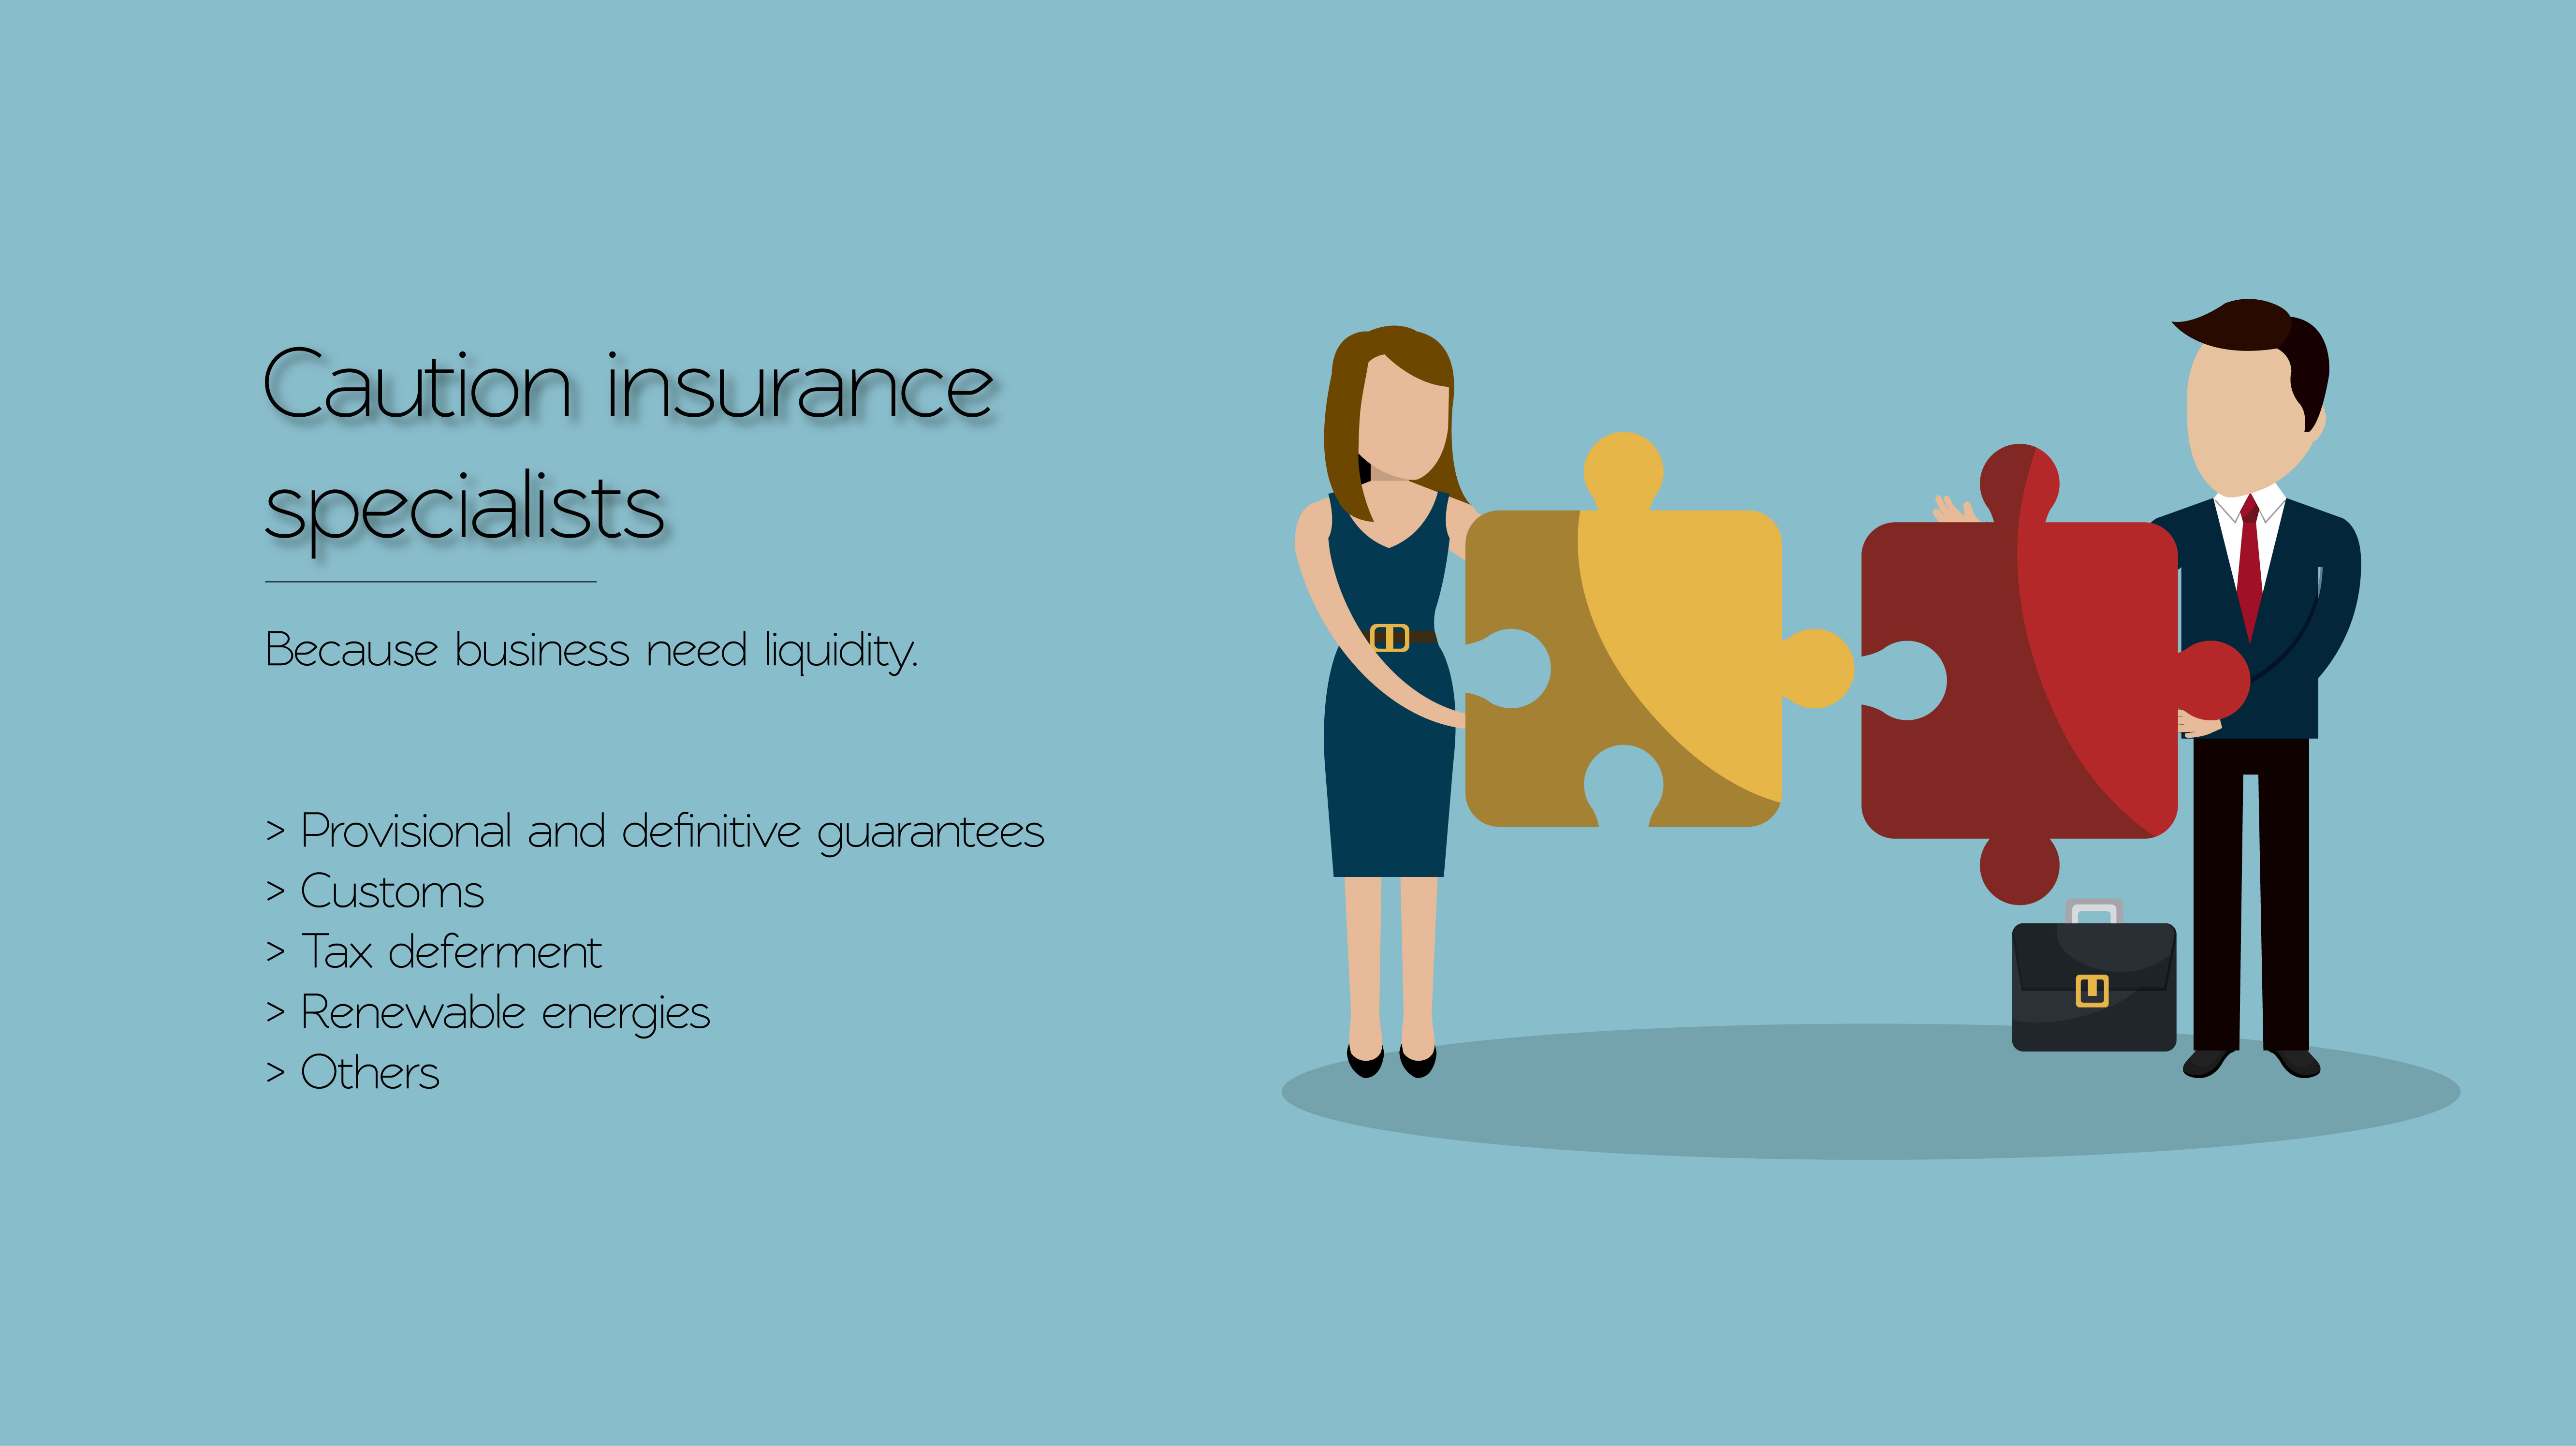 Caution insurance
specialists
Because business need liquidity.
> Provisional and definitive guarantees
> Customs
> Tax deferment
> Renewable energies
> Others